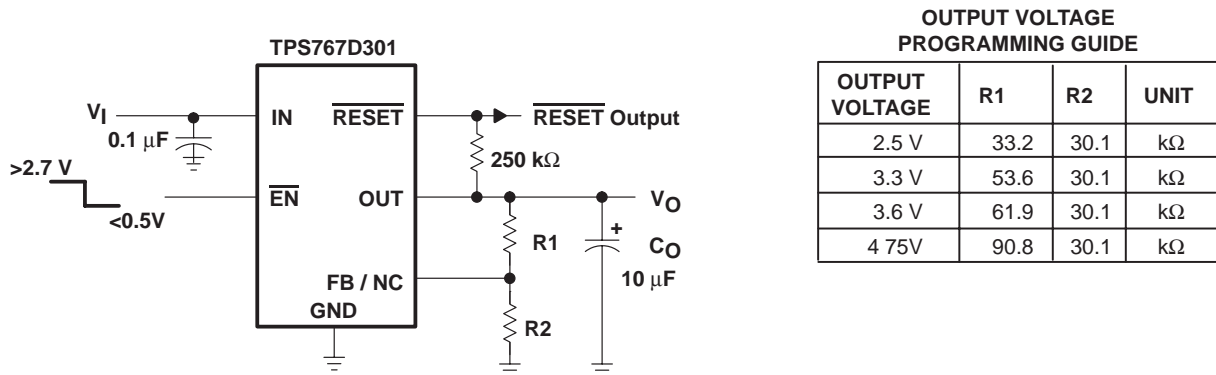 TPS767D301
VI
0.1 μF
IN
RESET
RESET Output
250 kΩ
>2.7 V
<0.5V
EN
OUT
VO
R1
+
CO
10 μF
FB / NC
GND
R2
OUTPUT VOLTAGE
PROGRAMMING GUIDE
OUTPUT
VOLTAGE
R1 R2 UNIT
2.5 V 33.2 30.1 kΩ
3.3 V 53.6 30.1 kΩ
3.6 V 61.9 30.1 kΩ
4 75V 90.8 30.1 kΩ